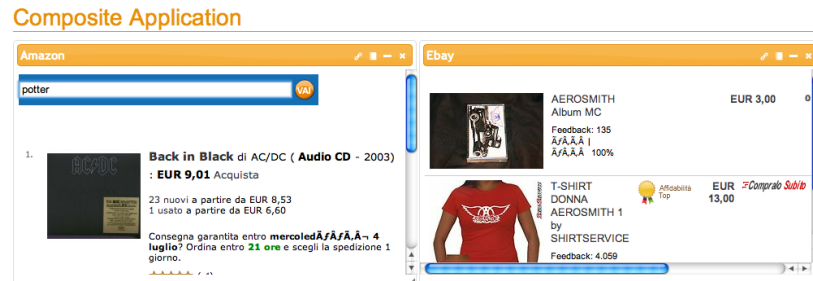 Composite Application
Amazon
potter
VAI
1.
AC/DC
Back in Black di AC/DC ( Audio CD - 2003)
: EUR 9,01 Acquista
23 nuovi a partire da EUR 8,53
1 usato a partire da EUR 6,60
Consegna garantita entro mercoledÃƒÂƒÃ‚Â¬ 4
luglio? Ordina entro 21 ore e scegli la spedizione 1
giorno.
Ebay
AEROSMITH
Album MC
EUR 3,00
Feedback: 135
ÃƒÂ‚Ã‚Â |
ÃƒÂ‚Ã‚Â 100%
T-SHIRT
DONNA
AEROSMITH 1
by
SHIRTSERVICE
Affidabilità
Top
EUR
13,00
Compralo Subito
Feedback: 4.059